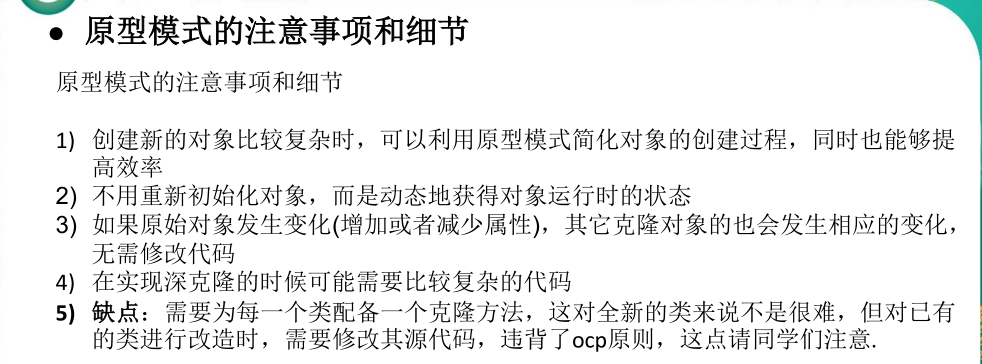 ● 原型模式的注意事项和细节
原型模式的注意事项和细节
1) 创建新的对象比较复杂时，可以利用原型模式简化对象的创建过程，同时也能够提
高效率
2) 不用重新初始化对象，而是动态地获得对象运行时的状态
3) 如果原始对象发生变化(增加或者减少属性)，其它克隆对象的也会发生相应的变化，
无需修改代码
4) 在实现深克隆的时候可能需要比较复杂的代码
5) 缺点：需要为每一个类配备一个克隆方法，这对全新的类来说不是很难，但对已有
的类进行改造时，需要修改其源代码，违背了ocp原则，这点请同学们注意.